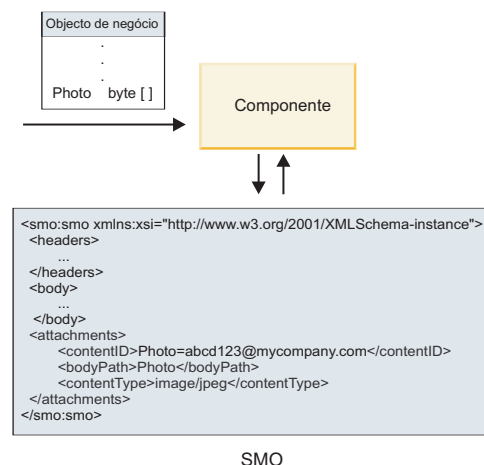 Objecto de negócio
.
.
.
Photo byte [ ]
Componente
<smo:smo xmlns:xsi="http://www.w3.org/2001/XMLSchema-instance">
<headers>
...
</headers>
<body>
...
</body>
<attachments>
<contentID>Photo=abcd123@mycompany.com</contentID>
<bodyPath>Photo</bodyPath>
<contentType>image/jpeg</contentType>
</attachments>
</smo:smo>
SMO